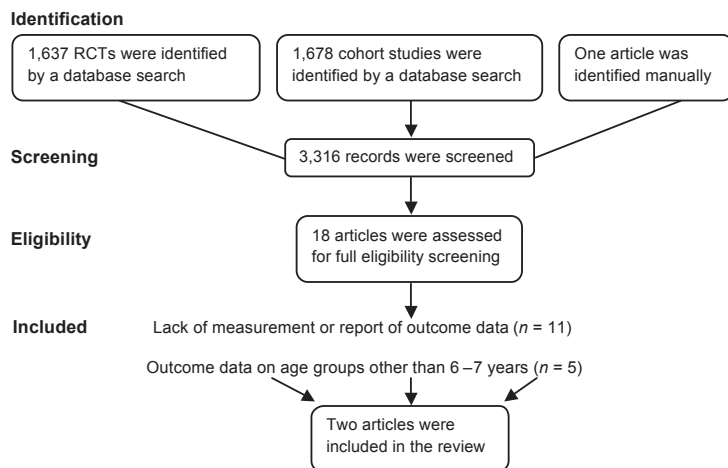 Identification
1,637 RCTs were identified
by a database search
1,678 cohort studies were
identified by a database search
One article was
identified manually
Screening
3,316 records were screened
Eligibility
18 articles were assessed
for full eligibility screening
Included
Lack of measurement or report of outcome data (n = 11)
Outcome data on age groups other than 6–7 years (n = 5)
Two articles were
included in the review